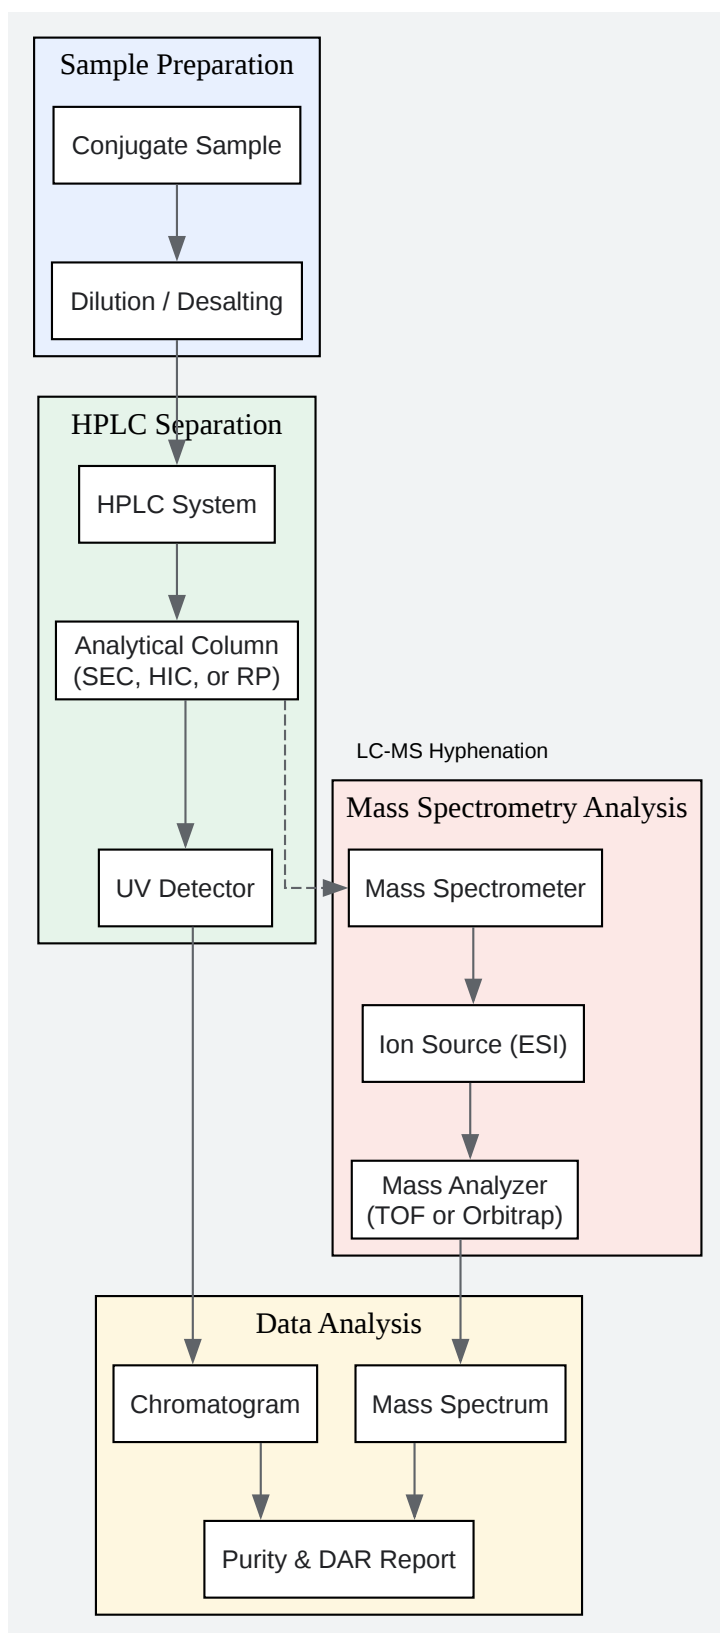 Sample Preparation
Conjugate Sample
Dilution / Desalting
HPLC Separation
HPLC System
Analytical Column
(SEC, HIC, or RP)
UV Detector
LC-MS Hyphenation
Mass Spectrometry Analysis
Mass Spectrometer
Ion Source (ESI)
Mass Analyzer
(TOF or Orbitrap)
Data Analysis
Chromatogram
Mass Spectrum
Purity & DAR Report